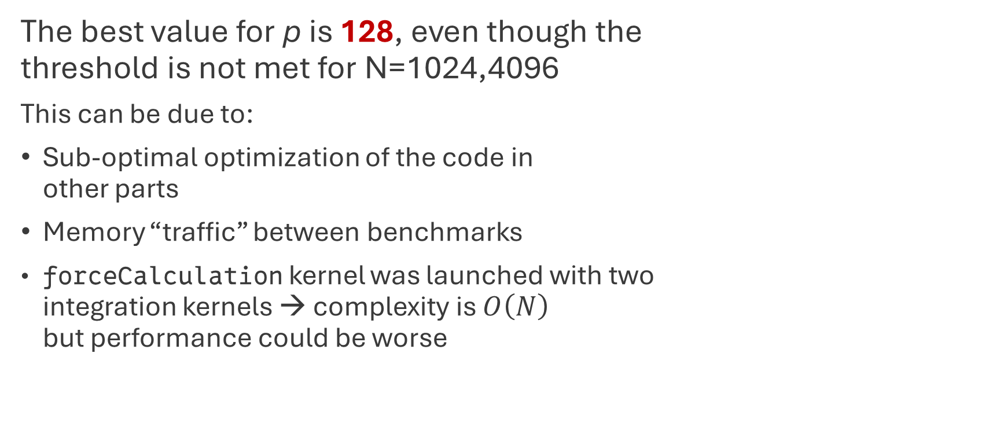 The best value for p is 128, even though the
threshold is not met for N=1024,4096
This can be due to:
• Sub-optimal optimization of the code in
other parts
• Memory “traffic” between benchmarks
• forceCalculation kernel was launched with two
integration kernels → complexity is O(N)
but performance could be worse